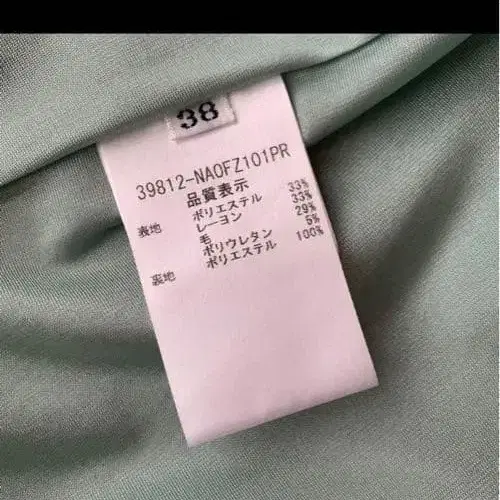 38
39812-NA0FZ101PR
品質表示
表地 ポリエステル 33%
レーヨン 33%
毛 29%
ポリウレタン 5%
裏地 ポリエステル 100%